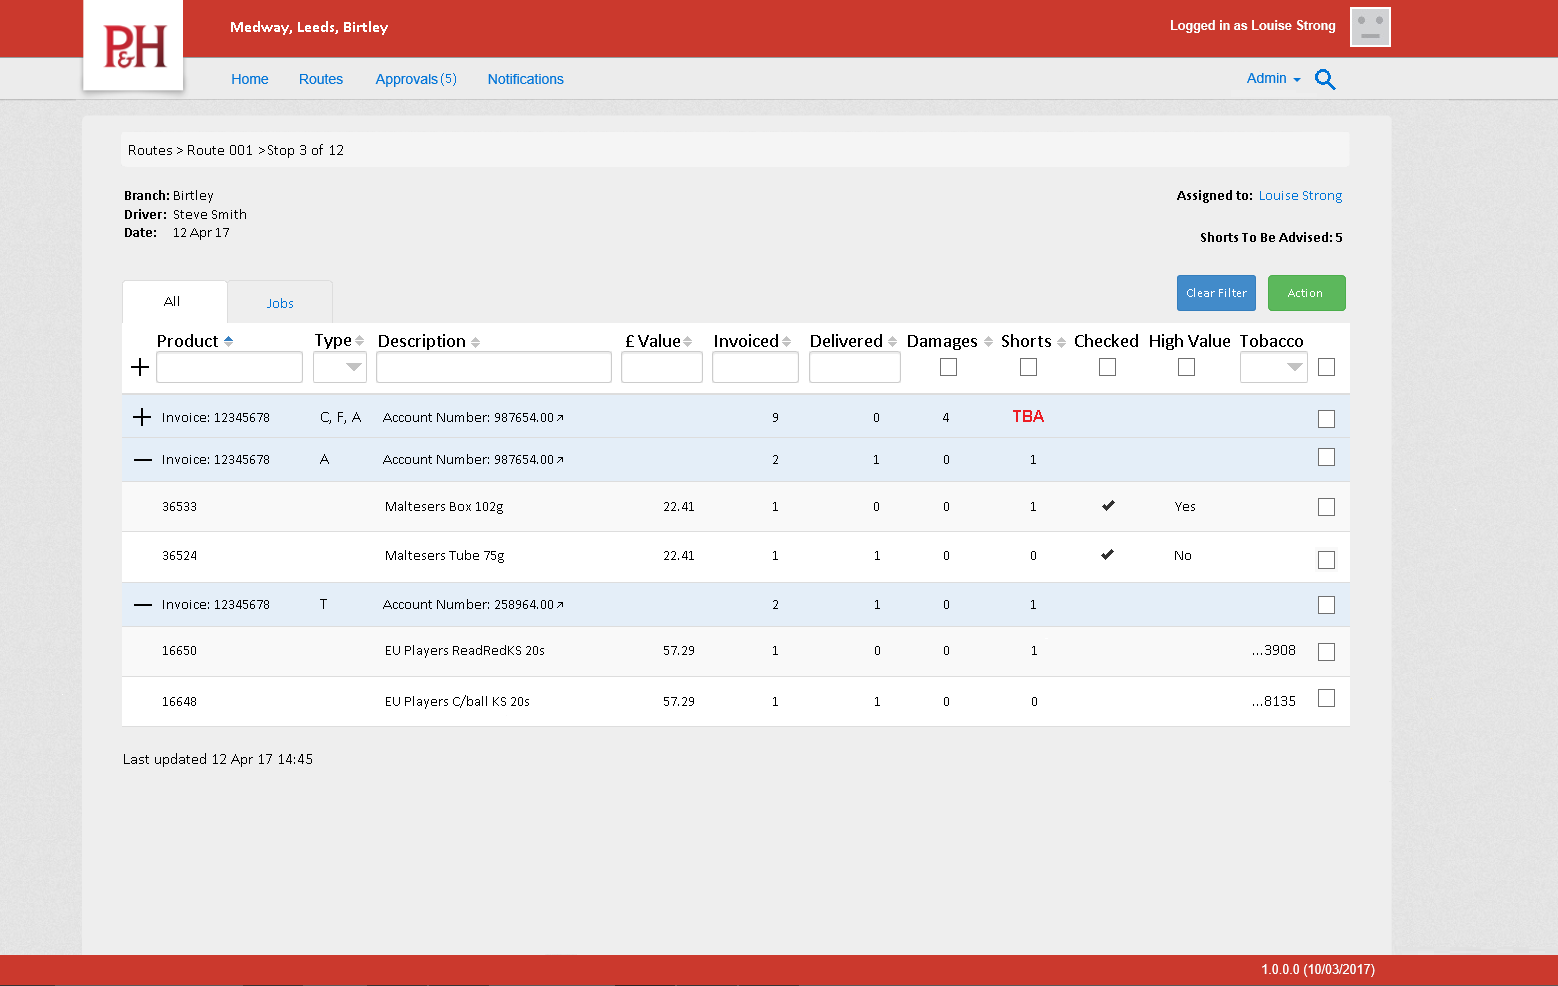 P&H
Medway, Leeds, Birtley
Logged in as Louise Strong
Home Routes Approvals (5) Notifications Admin
Routes > Route 001 >Stop 3 of 12
Branch: Birtley
Assigned to: Louise Strong
Driver: Steve Smith
Date: 12 Apr 17
Shorts To Be Advised: 5
All Jobs Clear Filter Action
Product Type Description £ Value Invoiced Delivered Damages Shorts Checked High Value Tobacco
Invoice: 12345678 C, F, A Account Number: 987654.00 9 0 4 TBA
Invoice: 12345678 A Account Number: 987654.00 2 1 0 1
36533 Maltesers Box 102g 22.41 1 0 0 1 ✔ Yes
36524 Maltesers Tube 75g 22.41 1 1 0 0 ✔ No
Invoice: 12345678 T Account Number: 258964.00 2 1 0 1
16650 EU Players ReadRedKS 20s 57.29 1 0 0 1 ...3908
16648 EU Players C/ball KS 20s 57.29 1 1 0 0 ...8135
Last updated 12 Apr 17 14:45
1.0.0.0 (10/03/2017)